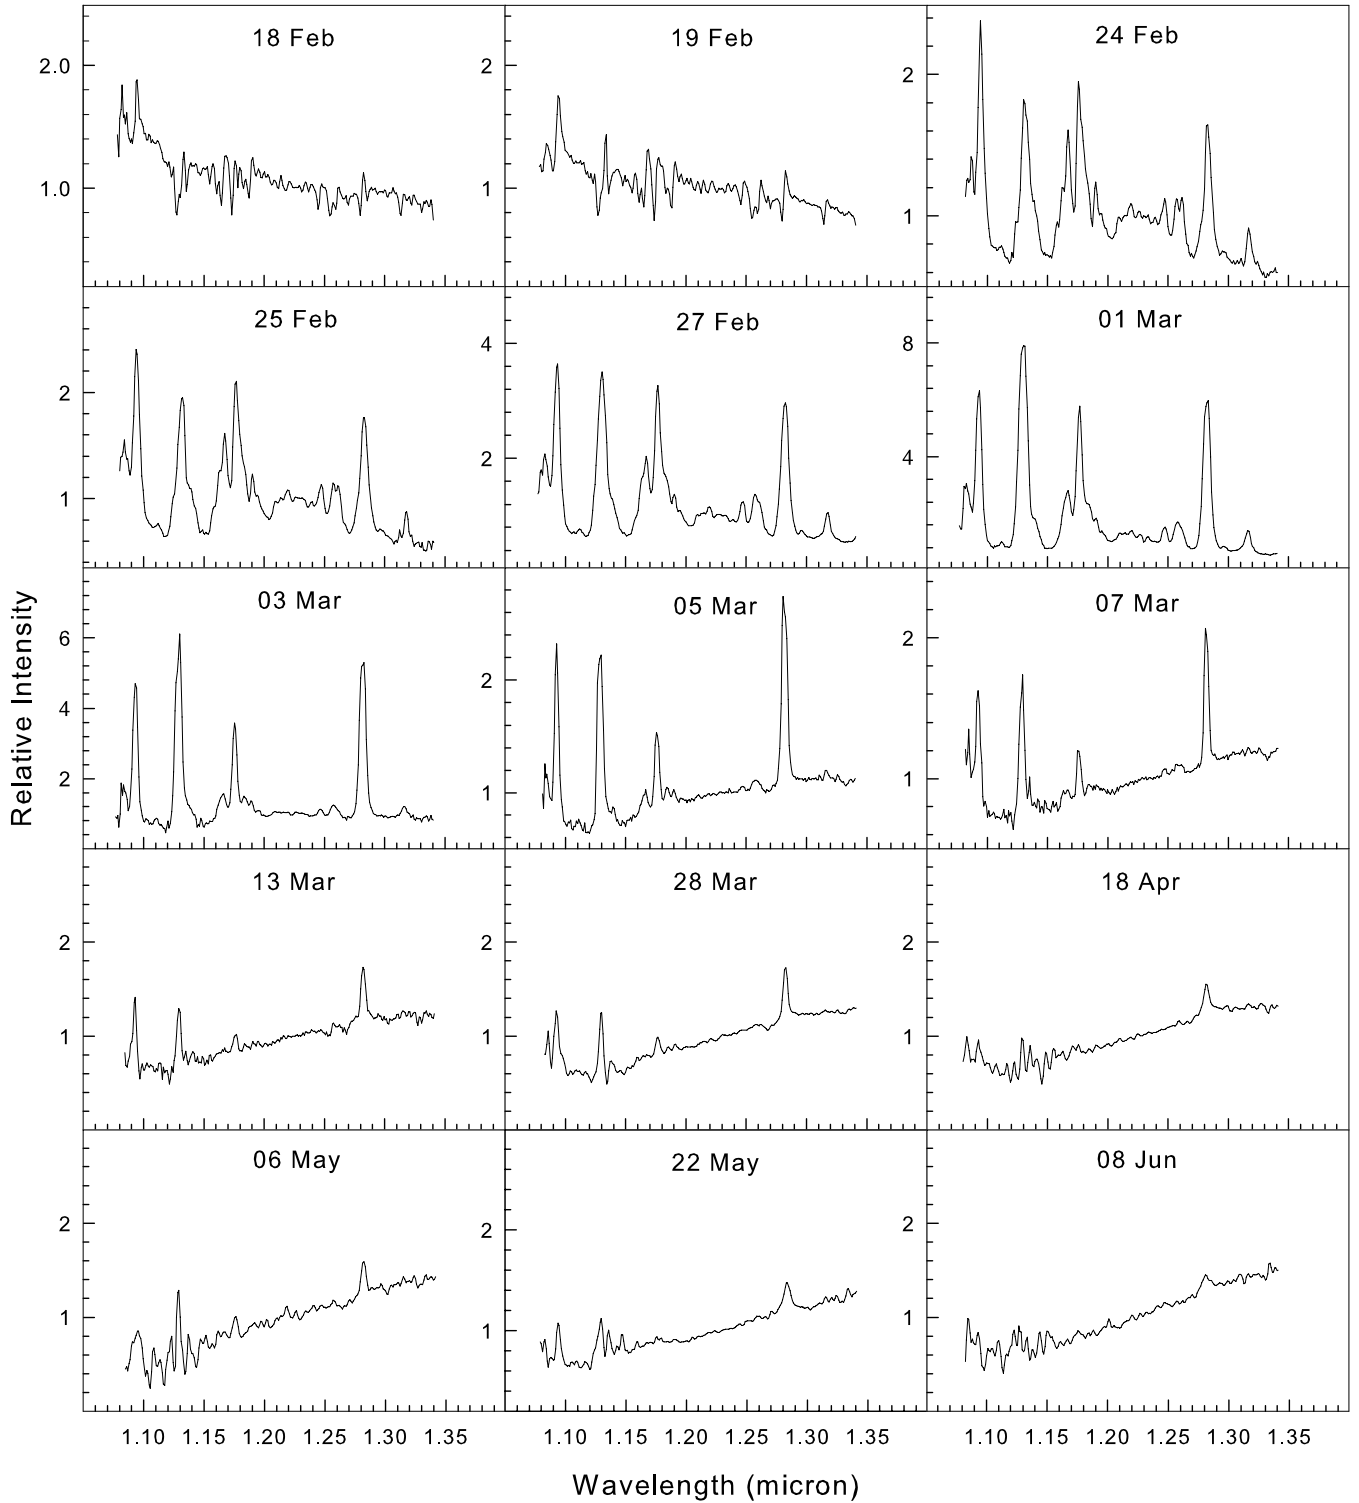 18 Feb
19 Feb
24 Feb
2.0
1.0
2
1
2
1
25 Feb
27 Feb
01 Mar
2
1
4
2
8
4
03 Mar
05 Mar
07 Mar
6
4
2
2
1
2
1
Relative Intensity
13 Mar
28 Mar
18 Apr
2
1
2
1
2
1
06 May
22 May
08 Jun
2
1
2
1
2
1
1.10 1.15 1.20 1.25 1.30 1.35
1.10 1.15 1.20 1.25 1.30 1.35
1.10 1.15 1.20 1.25 1.30 1.35
Wavelength (micron)